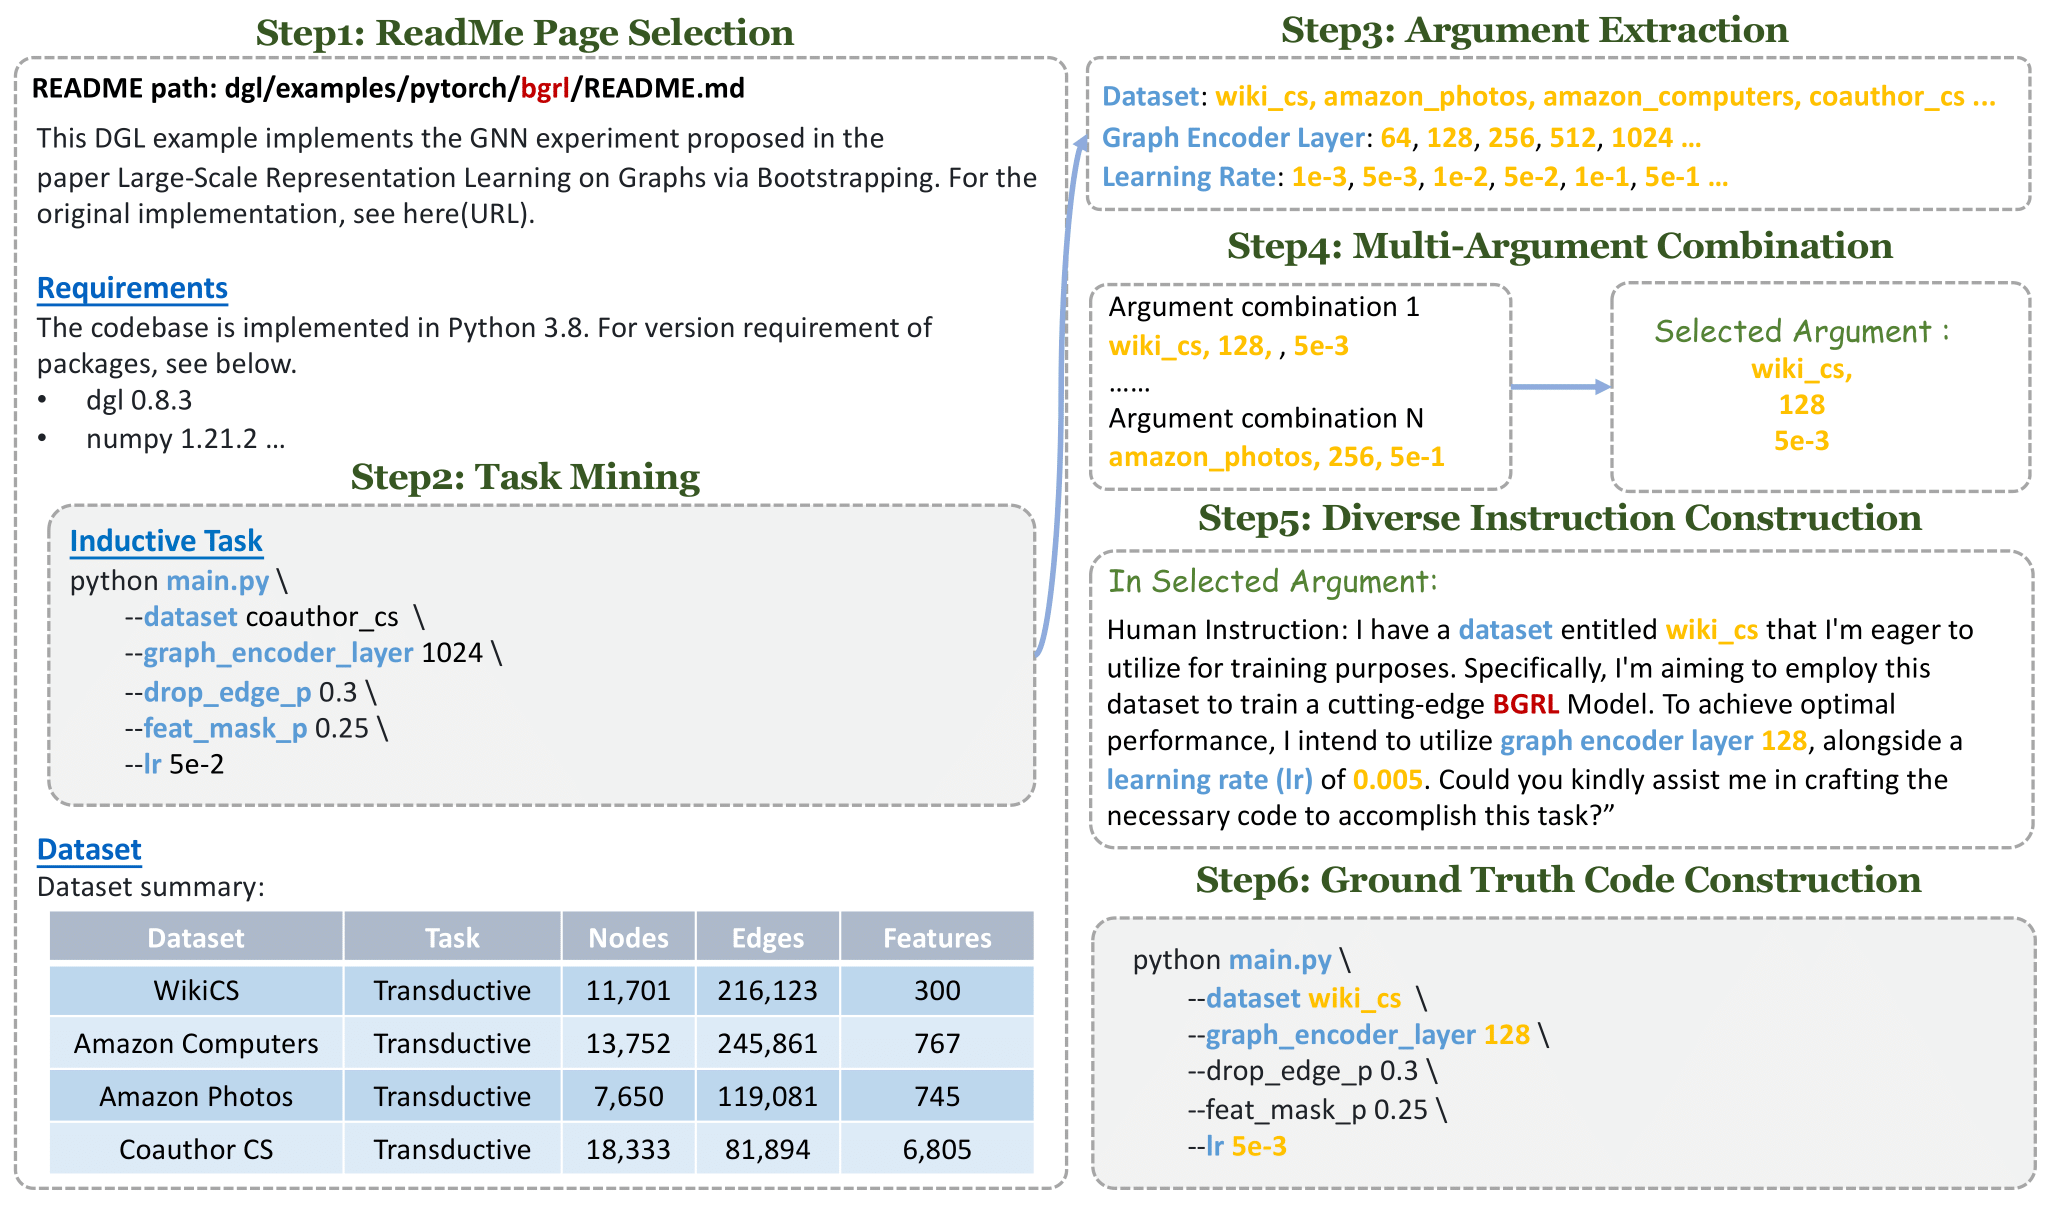 Step1: ReadMe Page Selection
README path: dgl/examples/pytorch/bgrl/README.md
This DGL example implements the GNN experiment proposed in the
paper Large-Scale Representation Learning on Graphs via Bootstrapping. For the
original implementation, see here(URL).
Requirements
The codebase is implemented in Python 3.8. For version requirement of
packages, see below.
• dgl 0.8.3
• numpy 1.21.2 ...
Step2: Task Mining
Inductive Task
python main.py \
--dataset coauthor_cs \
--graph_encoder_layer 1024 \
--drop_edge_p 0.3 \
--feat_mask_p 0.25 \
--lr 5e-2
Dataset
Dataset summary:
Dataset Task Nodes Edges Features
WikiCS Transductive 11,701 216,123 300
Amazon Computers Transductive 13,752 245,861 767
Amazon Photos Transductive 7,650 119,081 745
Coauthor CS Transductive 18,333 81,894 6,805
Step3: Argument Extraction
Dataset: wiki_cs, amazon_photos, amazon_computers, coauthor_cs ...
Graph Encoder Layer: 64, 128, 256, 512, 1024 ...
Learning Rate: 1e-3, 5e-3, 1e-2, 5e-2, 1e-1, 5e-1 ...
Step4: Multi-Argument Combination
Argument combination 1
wiki_cs, 128, , 5e-3
......
Argument combination N
amazon_photos, 256, 5e-1
Selected Argument :
wiki_cs,
128
5e-3
Step5: Diverse Instruction Construction
In Selected Argument:
Human Instruction: I have a dataset entitled wiki_cs that I'm eager to
utilize for training purposes. Specifically, I'm aiming to employ this
dataset to train a cutting-edge BGRL Model. To achieve optimal
performance, I intend to utilize graph encoder layer 128, alongside a
learning rate (lr) of 0.005. Could you kindly assist me in crafting the
necessary code to accomplish this task?”
Step6: Ground Truth Code Construction
python main.py \
--dataset wiki_cs \
--graph_encoder_layer 128 \
--drop_edge_p 0.3 \
--feat_mask_p 0.25 \
--lr 5e-3